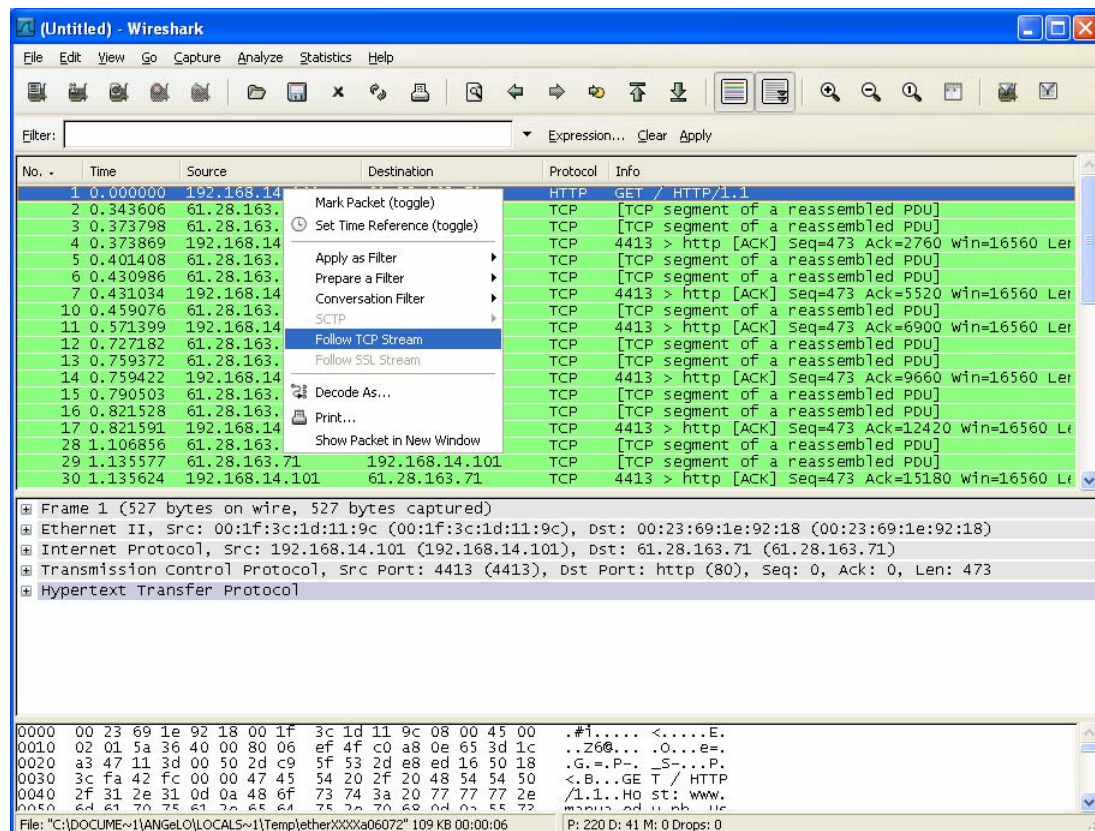 (Untitled) - Wireshark
File Edit View Go Capture Analyze Statistics Help
Filter: Expression... Clear Apply
No. - Time Source Destination Protocol Info
1 0.000000 192.168.14 HTTP GET / HTTP/1.1
2 0.343606 61.28.163. TCP [TCP segment of a reassembled PDU]
3 0.373798 61.28.163. TCP [TCP segment of a reassembled PDU]
4 0.373869 192.168.14 TCP 4413 > http [ACK] Seq=473 Ack=2760 Win=16560 Ler
5 0.401408 61.28.163. TCP [TCP segment of a reassembled PDU]
6 0.430986 61.28.163. TCP [TCP segment of a reassembled PDU]
7 0.431034 192.168.14 TCP 4413 > http [ACK] Seq=473 Ack=5520 Win=16560 Ler
10 0.459076 61.28.163. TCP [TCP segment of a reassembled PDU]
11 0.571399 192.168.14 TCP 4413 > http [ACK] Seq=473 Ack=6900 Win=16560 Ler
12 0.727182 61.28.163. TCP [TCP segment of a reassembled PDU]
13 0.759372 61.28.163. TCP [TCP segment of a reassembled PDU]
14 0.759422 192.168.14 TCP 4413 > http [ACK] Seq=473 Ack=9660 Win=16560 Ler
15 0.790503 61.28.163. TCP [TCP segment of a reassembled PDU]
16 0.821528 61.28.163. TCP [TCP segment of a reassembled PDU]
17 0.821591 192.168.14 TCP 4413 > http [ACK] Seq=473 Ack=12420 Win=16560 Le
28 1.106856 61.28.163. TCP [TCP segment of a reassembled PDU]
29 1.135577 61.28.163.71 192.168.14.101 TCP [TCP segment of a reassembled PDU]
30 1.135624 192.168.14.101 61.28.163.71 TCP 4413 > http [ACK] Seq=473 Ack=15180 Win=16560 Le
Mark Packet (toggle)
Set Time Reference (toggle)
Apply as Filter
Prepare a Filter
Conversation Filter
SCTP
Follow TCP Stream
Follow SSL Stream
Decode As...
Print...
Show Packet in New Window
Frame 1 (527 bytes on wire, 527 bytes captured)
Ethernet II, Src: 00:1f:3c:1d:11:9c (00:1f:3c:1d:11:9c), Dst: 00:23:69:1e:92:18 (00:23:69:1e:92:18)
Internet Protocol, Src: 192.168.14.101 (192.168.14.101), Dst: 61.28.163.71 (61.28.163.71)
Transmission Control Protocol, Src Port: 4413 (4413), Dst Port: http (80), Seq: 0, Ack: 0, Len: 473
Hypertext Transfer Protocol
0000 00 23 69 1e 92 18 00 1f 3c 1d 11 9c 08 00 45 00 .#i..... <.....E.
0010 02 01 5a 36 40 00 80 06 ef 4f c0 a8 0e 65 3d 1c ..Z6@... .O...e=.
0020 a3 47 11 3d 00 50 2d c9 5f 53 2d e8 ed 16 50 18 .G.=.P-. _S-...P.
0030 3c fa 42 fc 00 00 47 45 54 20 2f 20 48 54 54 50 <.B...GE T / HTTP
0040 2f 31 2e 31 0d 0a 48 6f 73 74 3a 20 77 77 77 2e /1.1..Ho st: www.
0050 6d 61 70 75 61 2e 65 64 75 2e 70 68 0d 0a 55 73
File: "C:\DOCUME~1\ANGeLO\LOCALS~1\Temp\etherXXXXa06072" 109 KB 00:00:06 P: 220 D: 41 M: 0 Drops: 0